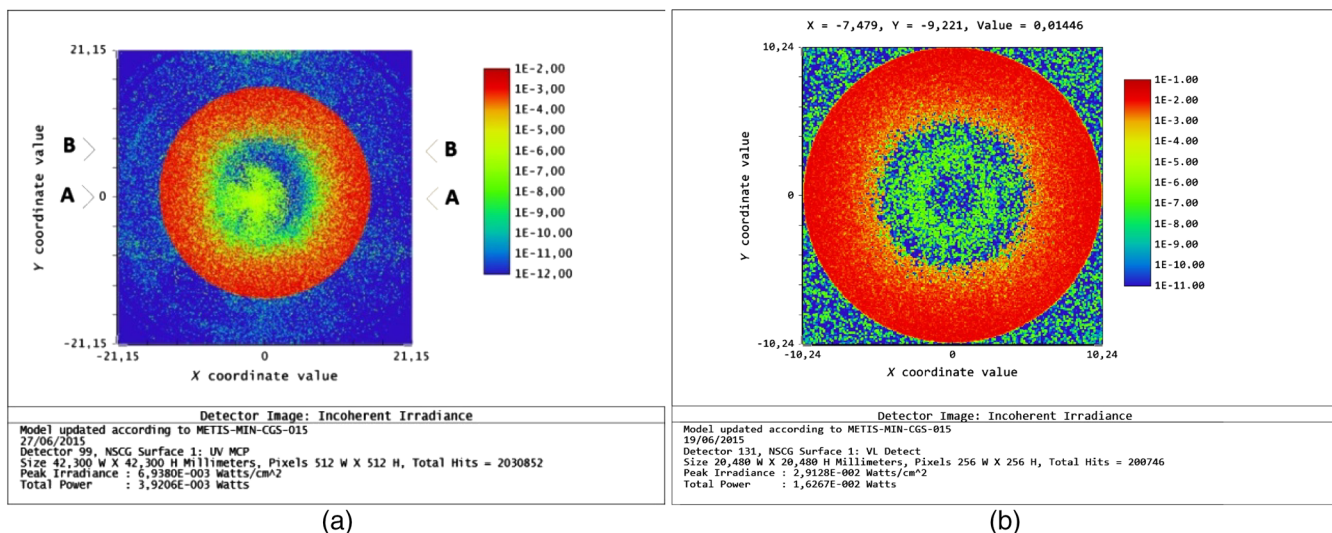 21,15
B
A
0
-21,15
Y coordinate value
-21,15
0
21,15
X coordinate value
B
A
1E-2,00
1E-3,00
1E-4,00
1E-5,00
1E-6,00
1E-7,00
1E-8,00
1E-9,00
1E-10,00
1E-11,00
1E-12,00
Detector Image: Incoherent Irradiance
Model updated according to METIS-MIN-CGS-015
27/06/2015
Detector 99, NSCG Surface 1: UV MCP
Size 42,300 W X 42,300 H Millimeters, Pixels 512 W X 512 H, Total Hits = 2030852
Peak Irradiance : 6,9380E-003 Watts/cm^2
Total Power : 3,9206E-003 Watts
(a)
X = -7,479, Y = -9,221, Value = 0,01446
10,24
0
-10,24
Y coordinate value
-10,24
0
10,24
X coordinate value
1E-1.00
1E-2.00
1E-3.00
1E-4.00
1E-5.00
1E-6.00
1E-7.00
1E-8.00
1E-9.00
1E-10.00
1E-11.00
Detector Image: Incoherent Irradiance
Model updated according to METIS-MIN-CGS-015
19/06/2015
Detector 131, NSCG Surface 1: VL Detect
Size 20,480 W X 20,480 H Millimeters, Pixels 256 W X 256 H, Total Hits = 200746
Peak Irradiance : 2,9128E-002 Watts/cm^2
Total Power : 1,6267E-002 Watts
(b)